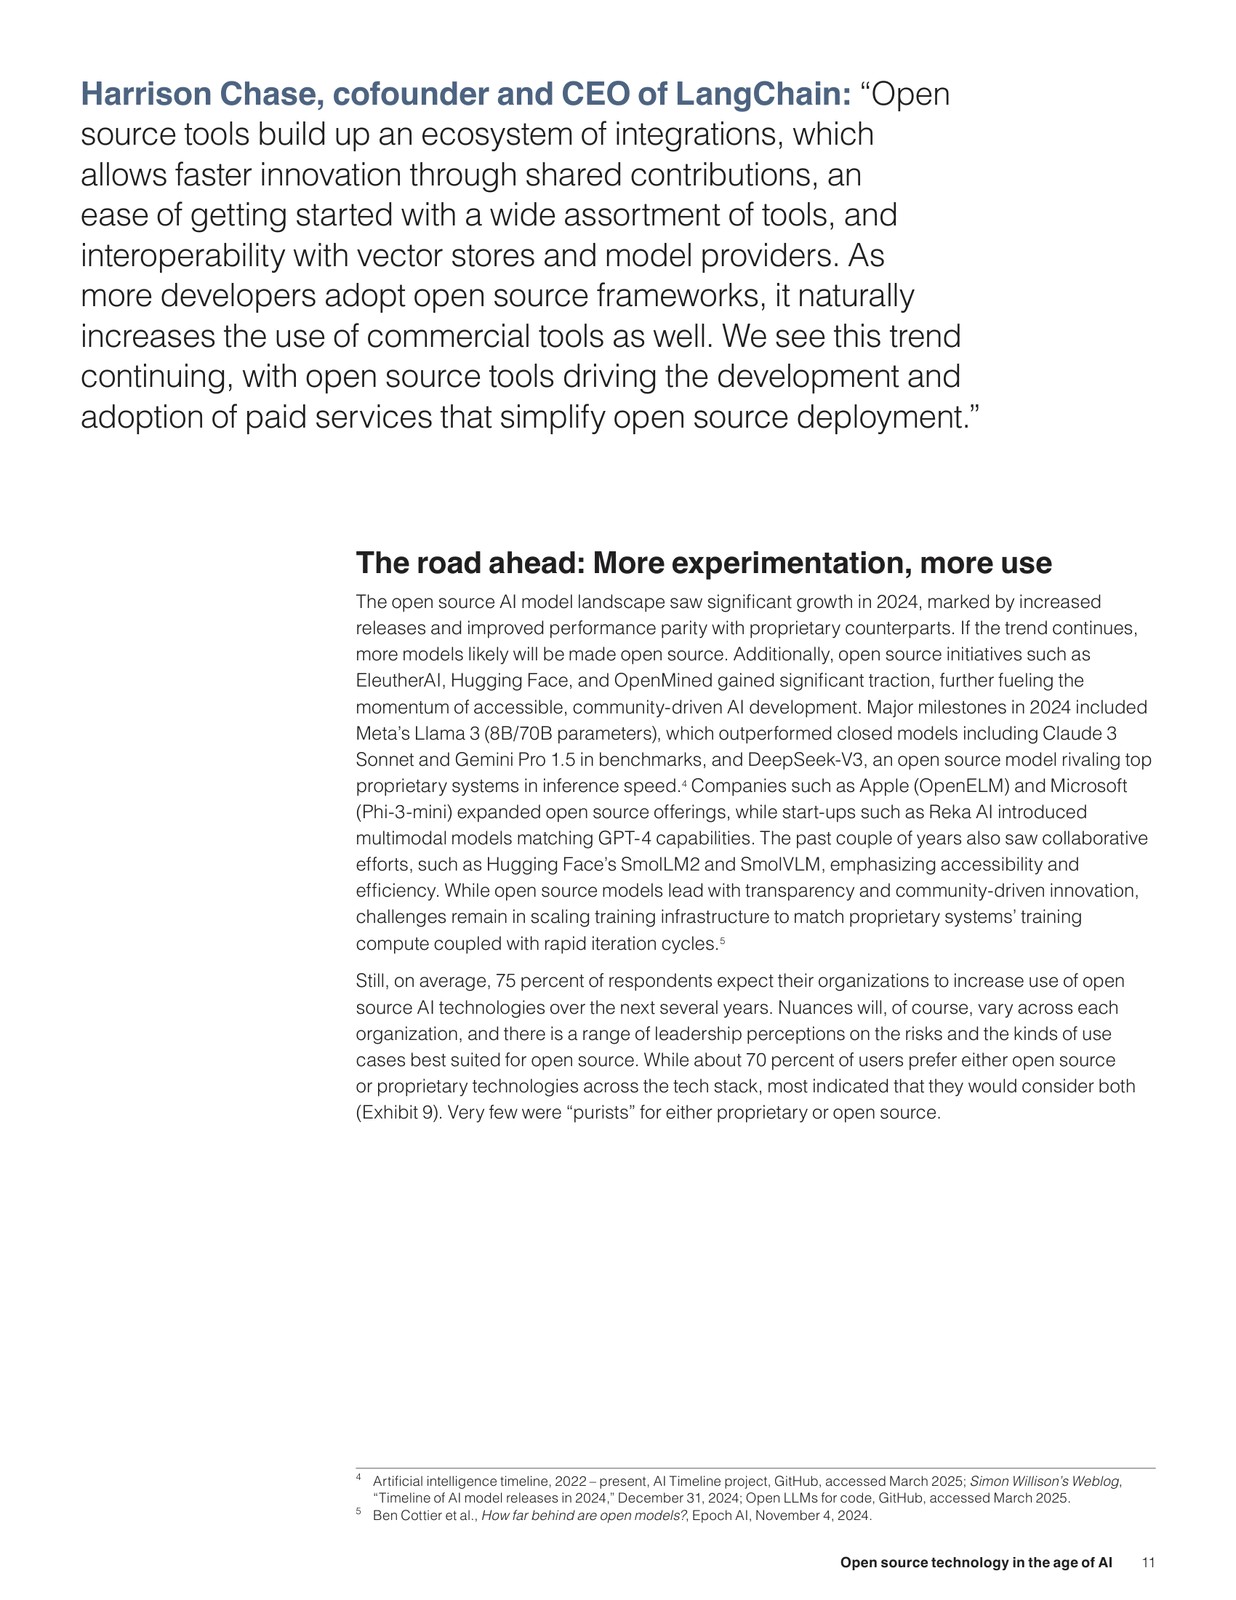 Harrison Chase, cofounder and CEO of LangChain: “Open
source tools build up an ecosystem of integrations, which
allows faster innovation through shared contributions, an
ease of getting started with a wide assortment of tools, and
interoperability with vector stores and model providers. As
more developers adopt open source frameworks, it naturally
increases the use of commercial tools as well. We see this trend
continuing, with open source tools driving the development and
adoption of paid services that simplify open source deployment.”
The road ahead: More experimentation, more use
The open source AI model landscape saw significant growth in 2024, marked by increased
releases and improved performance parity with proprietary counterparts. If the trend continues,
more models likely will be made open source. Additionally, open source initiatives such as
EleutherAI, Hugging Face, and OpenMined gained significant traction, further fueling the
momentum of accessible, community-driven AI development. Major milestones in 2024 included
Meta’s Llama 3 (8B/70B parameters), which outperformed closed models including Claude 3
Sonnet and Gemini Pro 1.5 in benchmarks, and DeepSeek-V3, an open source model rivaling top
proprietary systems in inference speed.4 Companies such as Apple (OpenELM) and Microsoft
(Phi-3-mini) expanded open source offerings, while start-ups such as Reka AI introduced
multimodal models matching GPT-4 capabilities. The past couple of years also saw collaborative
efforts, such as Hugging Face’s SmolLM2 and SmolVLM, emphasizing accessibility and
efficiency. While open source models lead with transparency and community-driven innovation,
challenges remain in scaling training infrastructure to match proprietary systems’ training
compute coupled with rapid iteration cycles.5
Still, on average, 75 percent of respondents expect their organizations to increase use of open
source AI technologies over the next several years. Nuances will, of course, vary across each
organization, and there is a range of leadership perceptions on the risks and the kinds of use
cases best suited for open source. While about 70 percent of users prefer either open source
or proprietary technologies across the tech stack, most indicated that they would consider both
(Exhibit 9). Very few were “purists” for either proprietary or open source.
4 Artificial intelligence timeline, 2022 – present, AI Timeline project, GitHub, accessed March 2025; Simon Willison’s Weblog,
“Timeline of AI model releases in 2024,” December 31, 2024; Open LLMs for code, GitHub, accessed March 2025.
5 Ben Cottier et al., How far behind are open models?, Epoch AI, November 4, 2024.
Open source technology in the age of AI 11